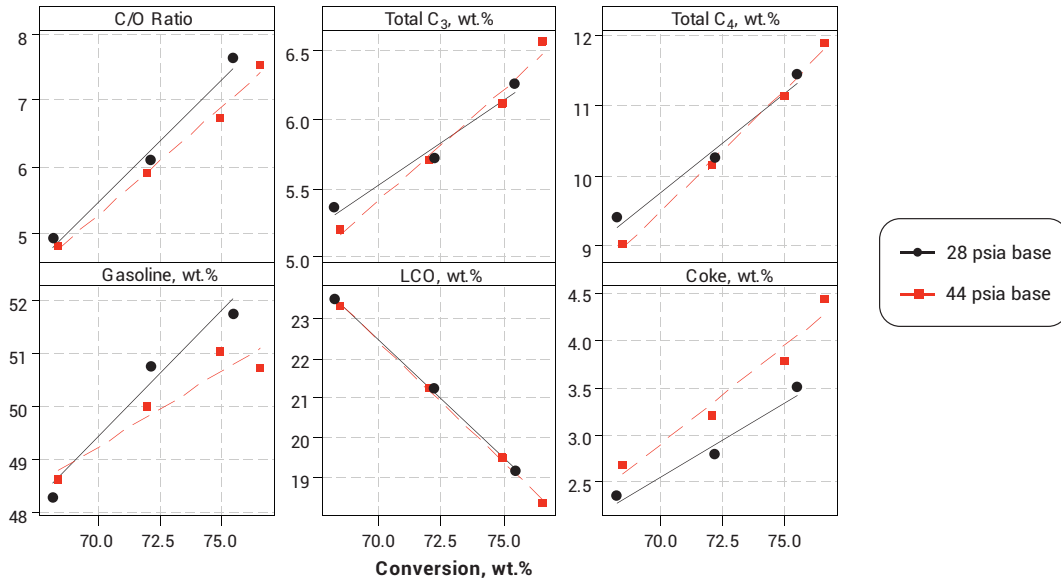 C/O Ratio
Total C₃, wt.%
Total C₄, wt.%
8
7
6
5
6.5
6.0
5.5
5.0
12
11
10
9
28 psia base
44 psia base
Gasoline, wt.%
LCO, wt.%
Coke, wt.%
52
51
50
48
48
23
22
21
20
19
4.5
4.0
3.5
3.0
2.5
70.0 72.5 75.0
70.0 72.5 75.0
70.0 72.5 75.0
Conversion, wt.%